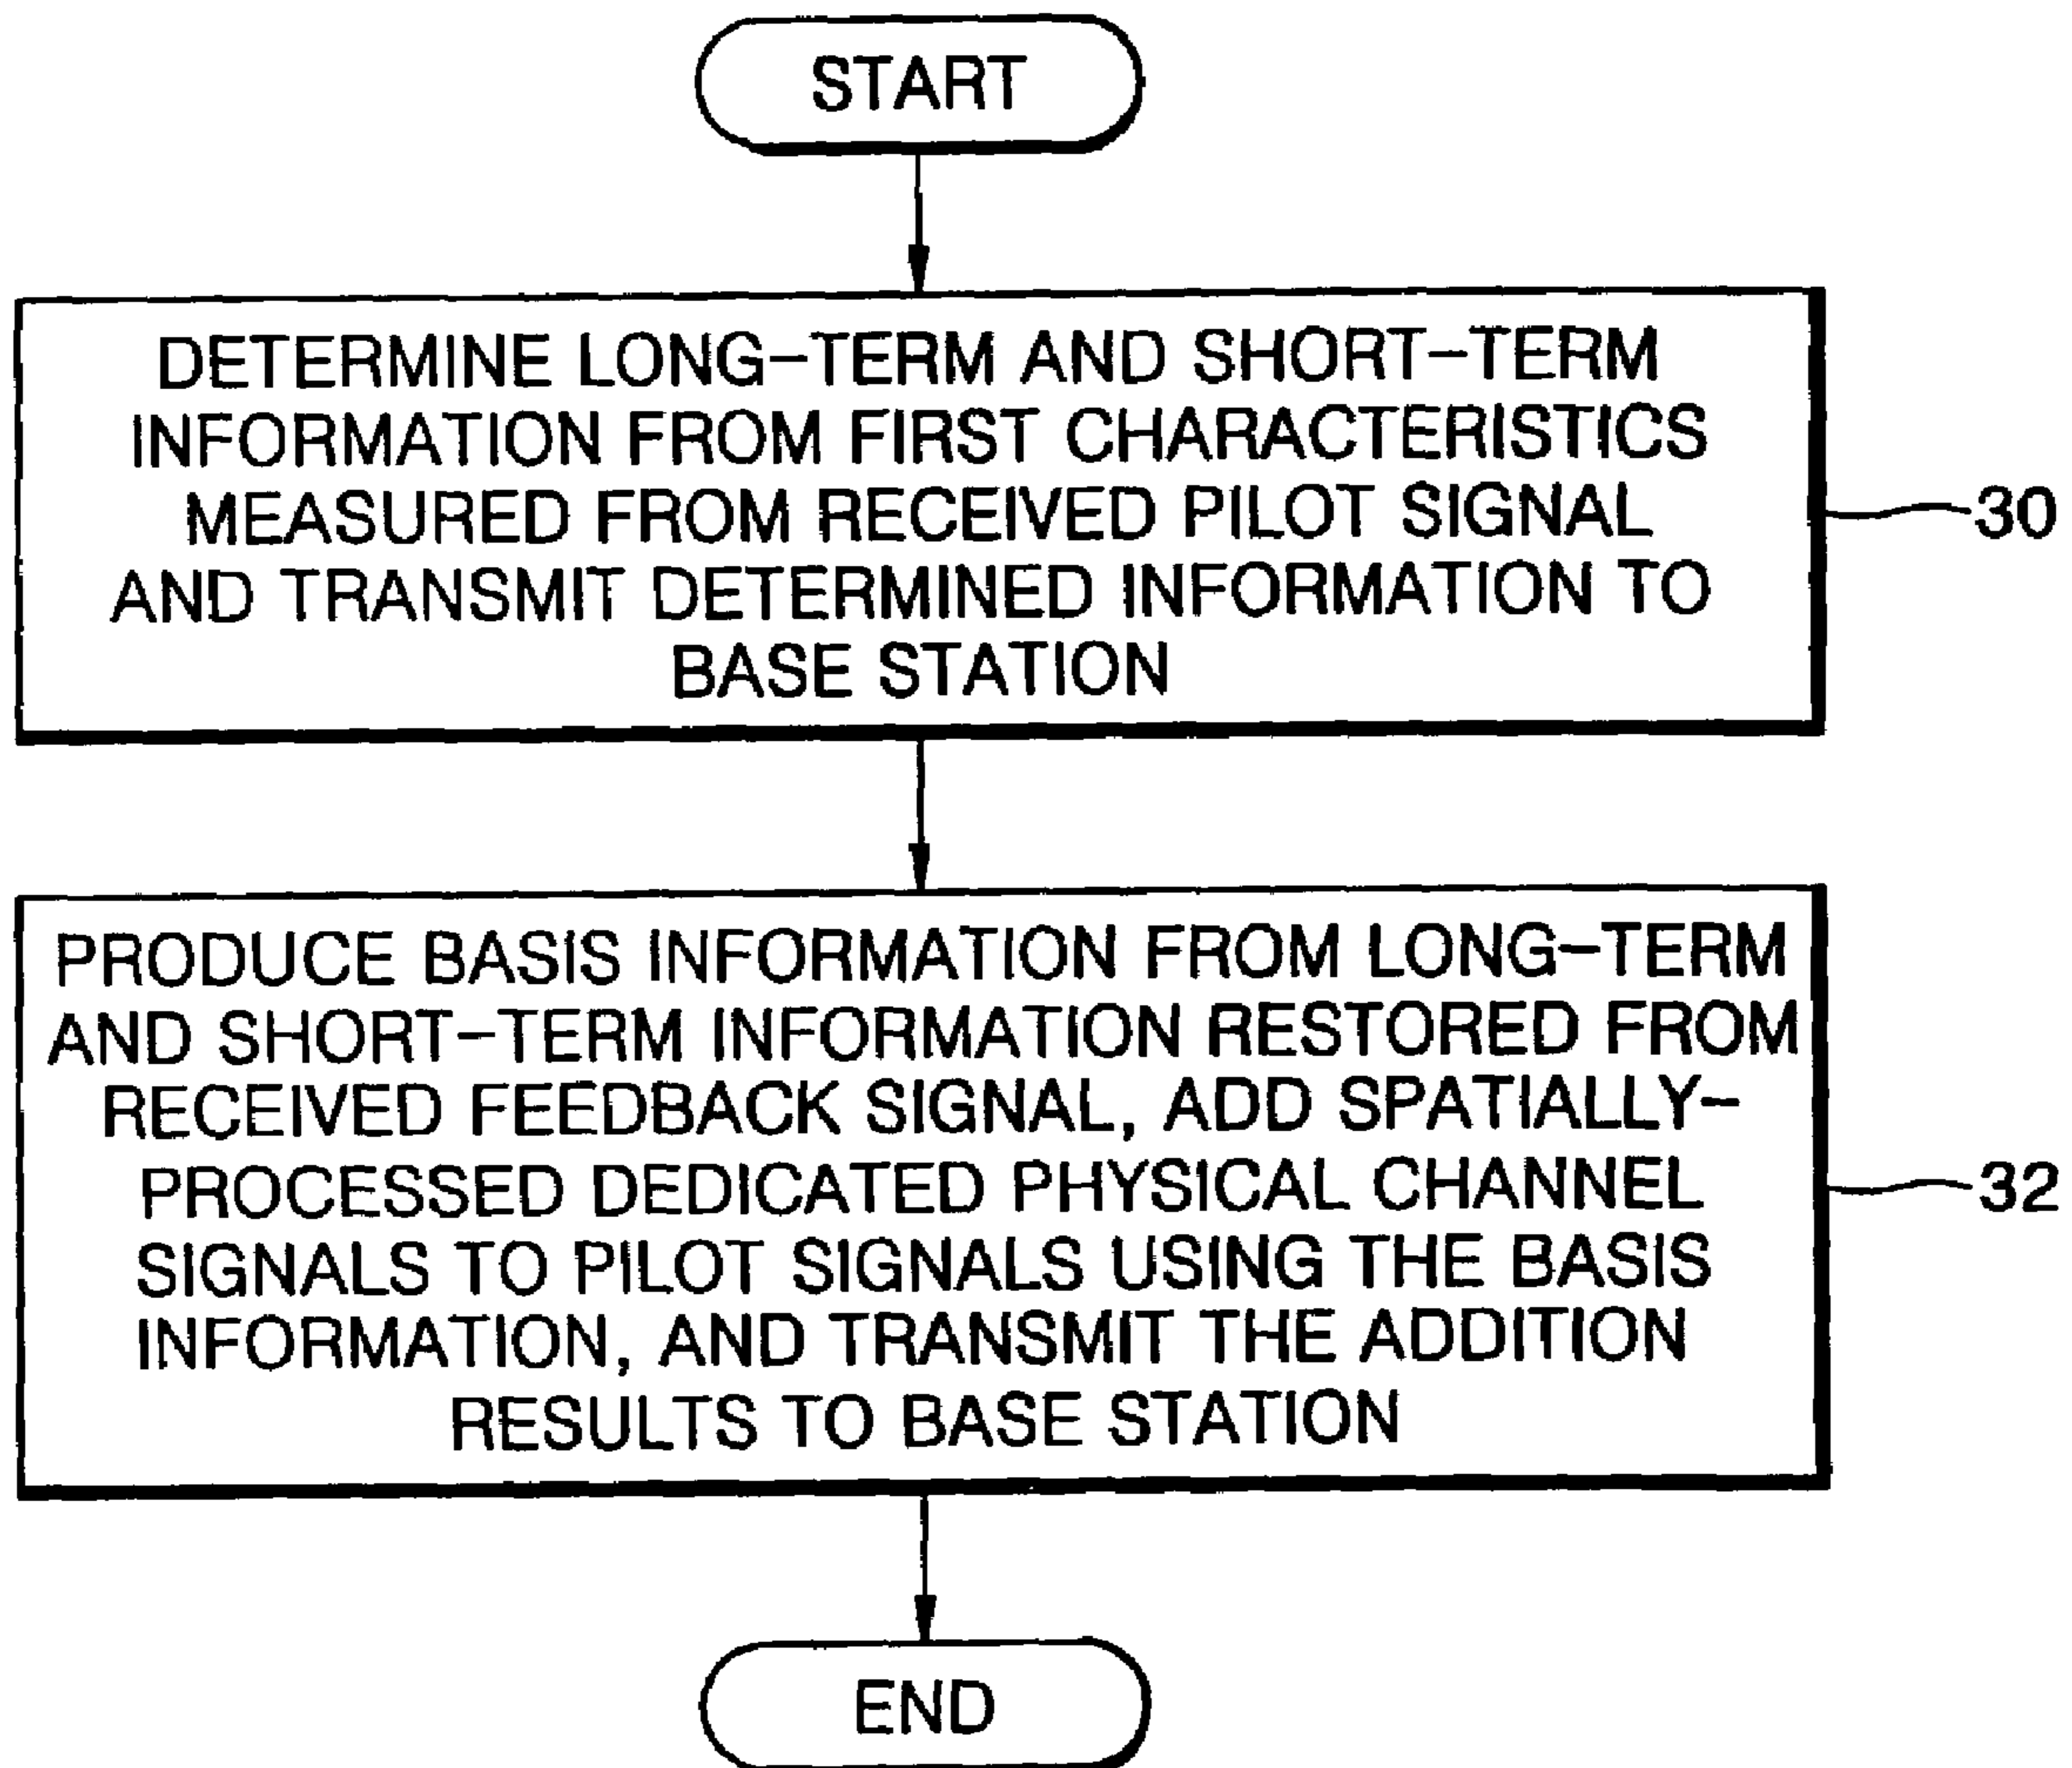 START
DETERMINE LONG-TERM AND SHORT-TERM
INFORMATION FROM FIRST CHARACTERISTICS
MEASURED FROM RECEIVED PILOT SIGNAL
AND TRANSMIT DETERMINED INFORMATION TO
BASE STATION
30
PRODUCE BASIS INFORMATION FROM LONG-TERM
AND SHORT-TERM INFORMATION RESTORED FROM
RECEIVED FEEDBACK SIGNAL, ADD SPATIALLY-
PROCESSED DEDICATED PHYSICAL CHANNEL
SIGNALS TO PILOT SIGNALS USING THE BASIS
INFORMATION, AND TRANSMIT THE ADDITION
RESULTS TO BASE STATION
32
END